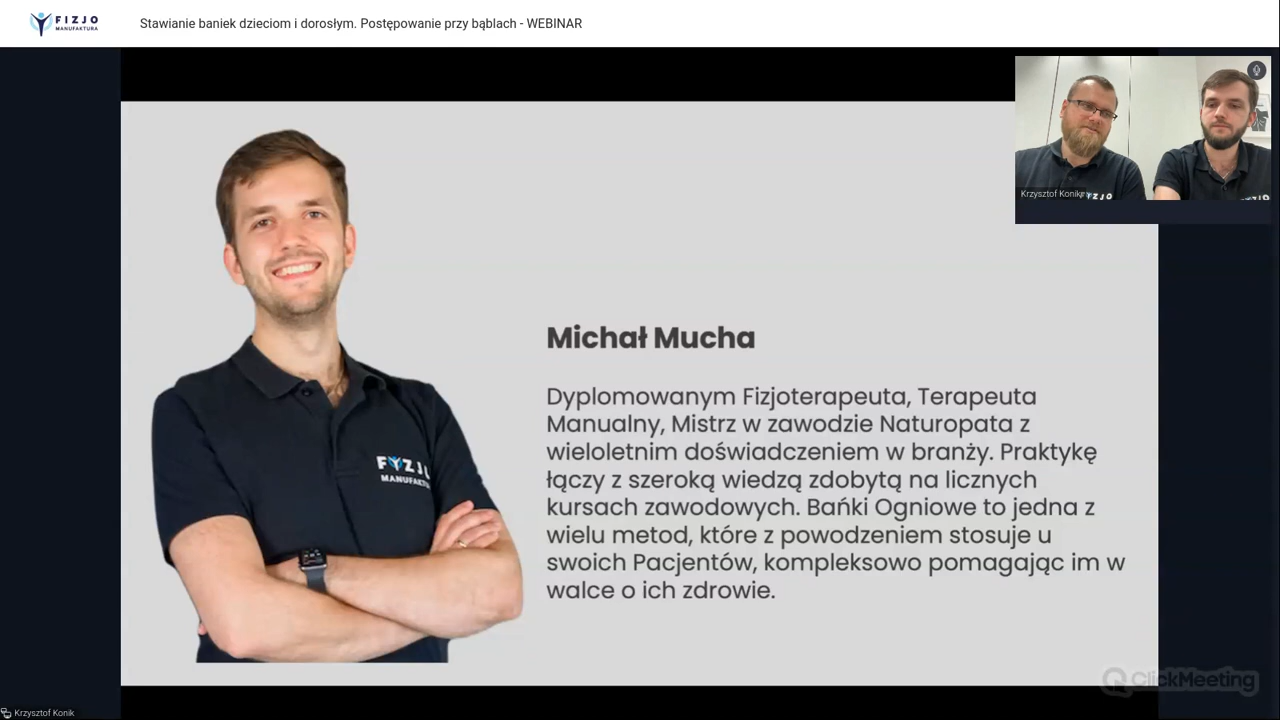 FIZJO
MANUFAKTURA
Stawianie baniek dzieciom i dorosłym. Postępowanie przy bąblach - WEBINAR
Krzysztof Konik
Michał Mucha
Dyplomowanym Fizjoterapeuta, Terapeuta
Manualny, Mistrz w zawodzie Naturopata z
wieloletnim doświadczeniem w branży. Praktykę
łączy z szeroką wiedzą zdobytą na licznych
kursach zawodowych. Bańki Ogniowe to jedna z
wielu metod, które z powodzeniem stosuje u
swoich Pacjentów, kompleksowo pomagając im w
walce o ich zdrowie.
ClickMeeting
Krzysztof Konik